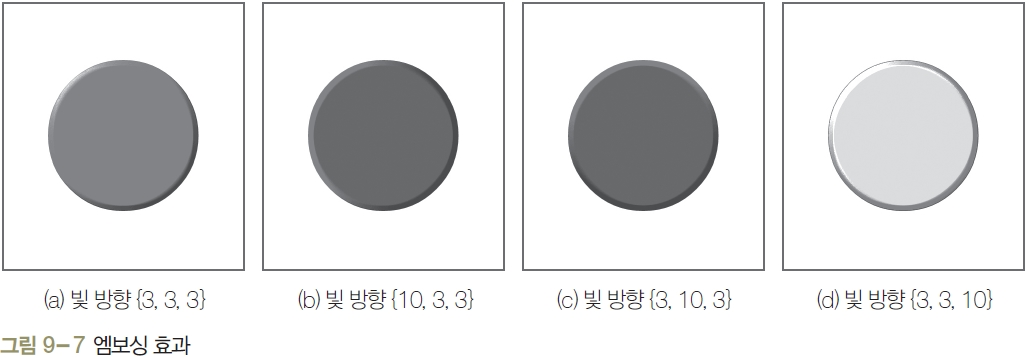 (a) 빛 방향 {3, 3, 3}
(b) 빛 방향 {10, 3, 3}
(c) 빛 방향 {3, 10, 3}
(d) 빛 방향 {3, 3, 10}
그림 9-7 엠보싱 효과